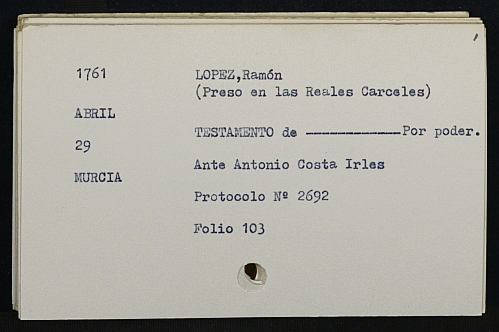 1761
LOPEZ,Ramón
(Preso en las Reales Carceles)
ABRIL
TESTAMENTO de ------------Por poder.
29
Ante Antonio Costa Irles
MURCIA
Protocolo Nº 2692
Folio 103